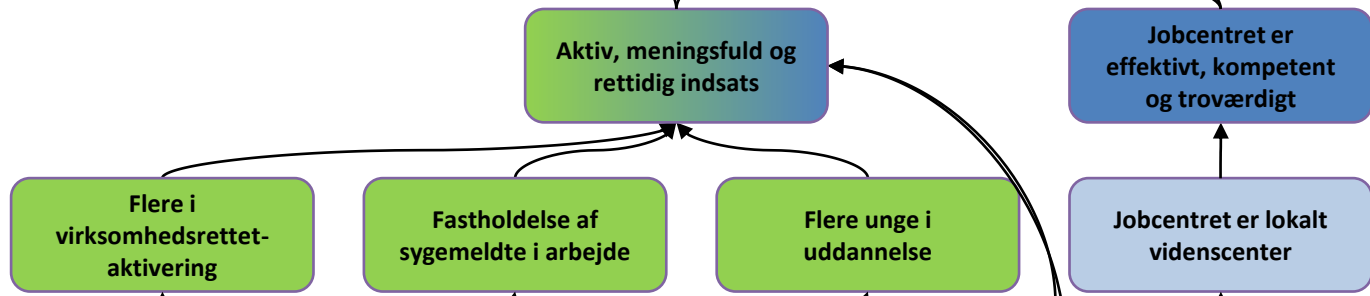 Aktiv, meningsfuld og
rettidig indsats
Jobcentret er
effektivt, kompetent
og troværdigt
Flere i
virksomhedsrettet-
aktivering
Fastholdelse af
sygemeldte i arbejde
Flere unge i
uddannelse
Jobcentret er lokalt
videnscenter